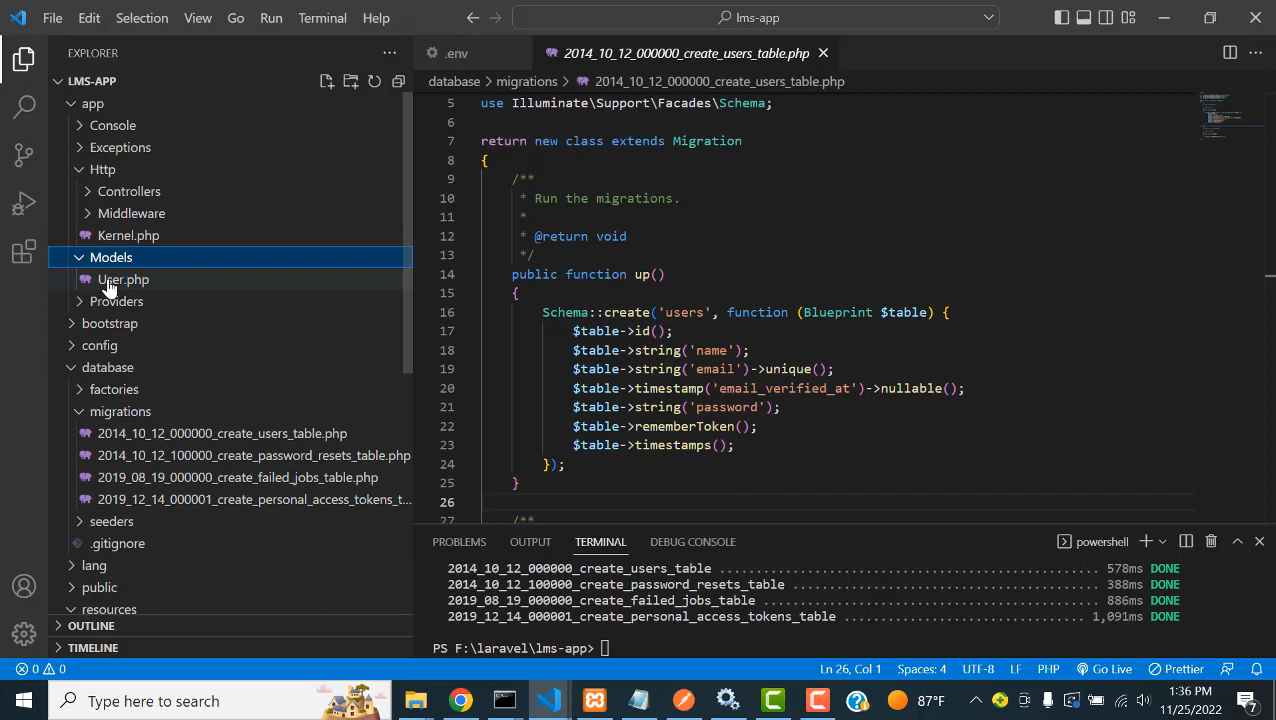 File Edit Selection View Go Run Terminal Help
lms-app
EXPLORER
LMS-APP
app
Console
Exceptions
Http
Controllers
Middleware
Kernel.php
Models
User.php
Providers
bootstrap
config
database
factories
migrations
2014_10_12_000000_create_users_table.php
2014_10_12_100000_create_password_resets_table.php
2019_08_19_000000_create_failed_jobs_table.php
2019_12_14_000001_create_personal_access_tokens_t...
seeders
.gitignore
lang
public
resources
OUTLINE
TIMELINE
.env 2014_10_12_000000_create_users_table.php
database > migrations > 2014_10_12_000000_create_users_table.php
5 use Illuminate\Support\Facades\Schema;
6
7 return new class extends Migration
8 {
9 /**
10 * Run the migrations.
11 *
12 * @return void
13 */
14 public function up()
15 {
16 Schema::create('users', function (Blueprint $table) {
17 $table->id();
18 $table->string('name');
19 $table->string('email')->unique();
20 $table->timestamp('email_verified_at')->nullable();
21 $table->string('password');
22 $table->rememberToken();
23 $table->timestamps();
24 });
25 }
26
27 /**
PROBLEMS OUTPUT TERMINAL DEBUG CONSOLE powershell
2014_10_12_000000_create_users_table ........ 578ms DONE
2014_10_12_100000_create_password_resets_table ........ 388ms DONE
2019_08_19_000000_create_failed_jobs_table ........ 886ms DONE
2019_12_14_000001_create_personal_access_tokens_table ........ 1,091ms DONE
PS F:\laravel\lms-app>
0 0 Ln 26, Col 1 Spaces: 4 UTF-8 LF PHP Go Live Prettier
Type here to search
87°F
1:36 PM
11/25/2022
7